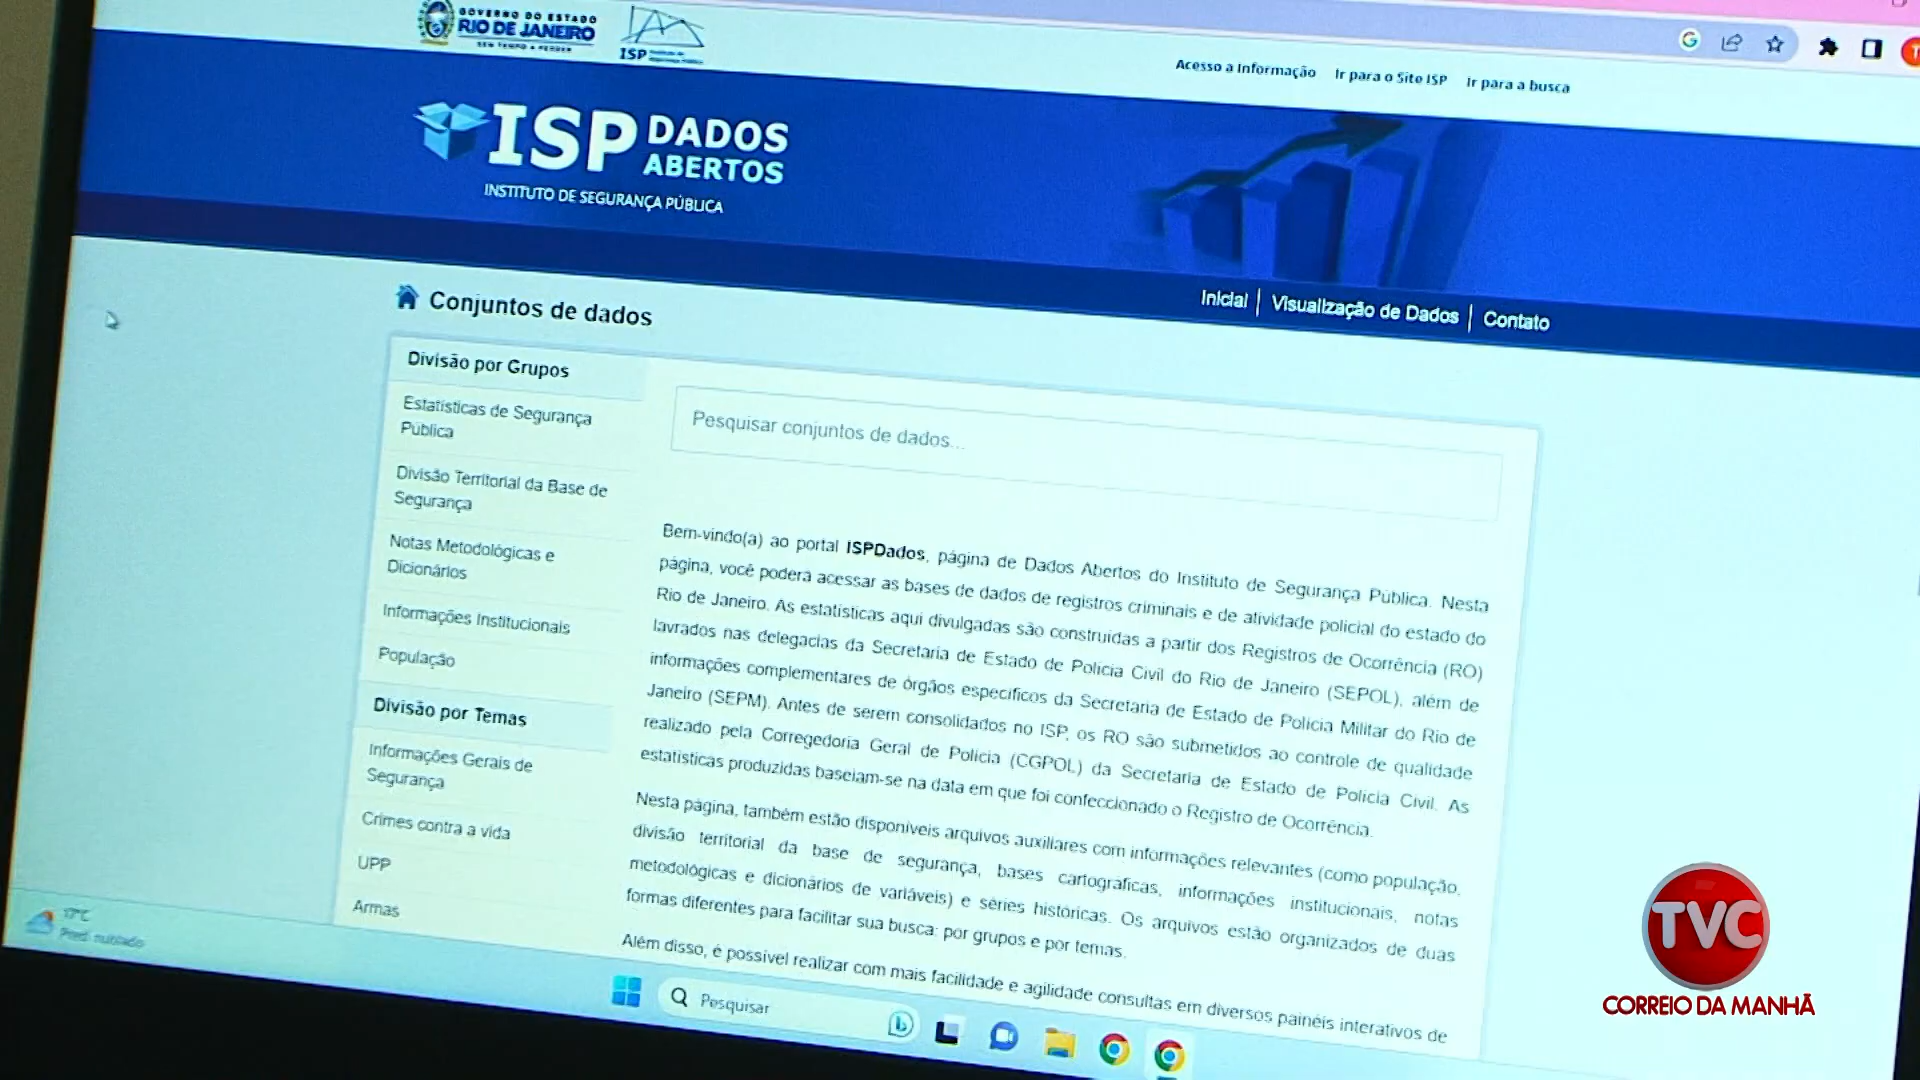 GOVERNO DO ESTADO
RIO DE JANEIRO
SEM TEMPO A PERDER
ISP
Acesso a Informação Ir para o Site ISP Ir para a busca
ISP DADOS ABERTOS
INSTITUTO DE SEGURANÇA PÚBLICA
Inicial | Visualização de Dados | Contato
Conjuntos de dados
Divisão por Grupos
Estatísticas de Segurança
Pública
Divisão Territorial da Base de
Segurança
Notas Metodológicas e
Dicionários
Informações Institucionais
População
Divisão por Temas
Informações Gerais de
Segurança
Crimes contra a vida
UPP
Armas
Pesquisar conjuntos de dados...
Bem-vindo(a) ao portal ISPDados, página de Dados Abertos do Instituto de Segurança Pública. Nesta
página, você poderá acessar as bases de dados de registros criminais e de atividade policial do estado do
Rio de Janeiro. As estatísticas aqui divulgadas são construídas a partir dos Registros de Ocorrência (RO)
lavrados nas delegacias da Secretaria de Estado de Polícia Civil do Rio de Janeiro (SEPOL), além de
informações complementares de órgãos específicos da Secretaria de Estado de Polícia Militar do Rio de
Janeiro (SEPM). Antes de serem consolidados no ISP, os RO são submetidos ao controle de qualidade
realizado pela Corregedoria Geral de Polícia (CGPOL) da Secretaria de Estado de Polícia Civil. As
estatísticas produzidas baseiam-se na data em que foi confeccionado o Registro de Ocorrência.
Nesta página, também estão disponíveis arquivos auxiliares com informações relevantes (como população,
divisão territorial da base de segurança, bases cartográficas, informações institucionais, notas
metodológicas e dicionários de variáveis) e séries históricas. Os arquivos estão organizados de duas
formas diferentes para facilitar sua busca: por grupos e por temas.
Além disso, é possível realizar com mais facilidade e agilidade consultas em diversos painéis interativos de
17°C
Pred. nublado
Pesquisar
TVC
CORREIO DA MANHÃ